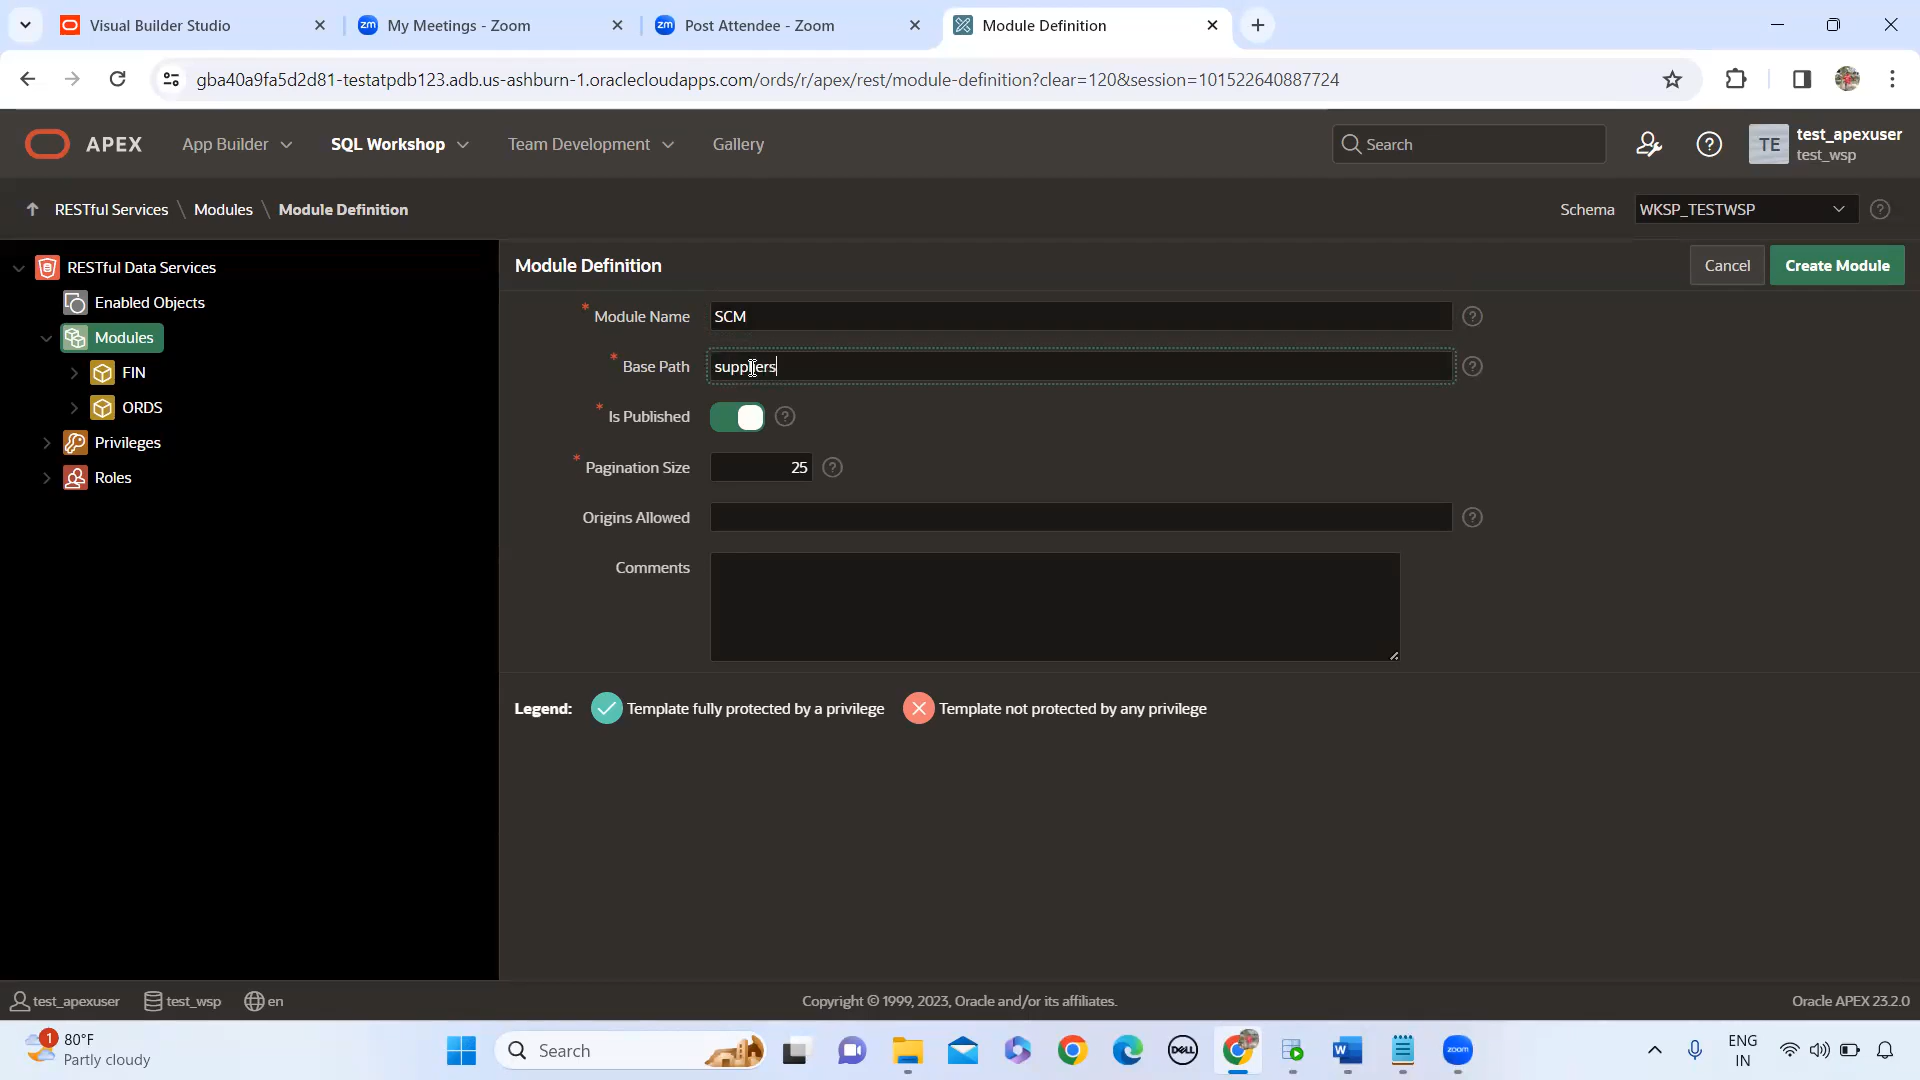 Visual Builder Studio
My Meetings - Zoom
Post Attendee - Zoom
Module Definition
gba40a9fa5d2d81-testatpdb123.adb.us-ashburn-1.oraclecloudapps.com/ords/r/apex/rest/module-definition?clear=120&session=101522640887724
APEX
App Builder
SQL Workshop
Team Development
Gallery
Search
TE
test_apexuser
test_wsp
RESTful Services \ Modules \ Module Definition
Schema
WKSP_TESTWSP
RESTful Data Services
Enabled Objects
Modules
FIN
ORDS
Privileges
Roles
Module Definition
Cancel
Create Module
* Module Name
SCM
* Base Path
suppliers
* Is Published
* Pagination Size
25
Origins Allowed
Comments
Legend:
Template fully protected by a privilege
Template not protected by any privilege
test_apexuser
test_wsp
en
Copyright © 1999, 2023, Oracle and/or its affiliates.
Oracle APEX 23.2.0
1
80°F
Partly cloudy
Search
DELL
zoom
ENG
IN